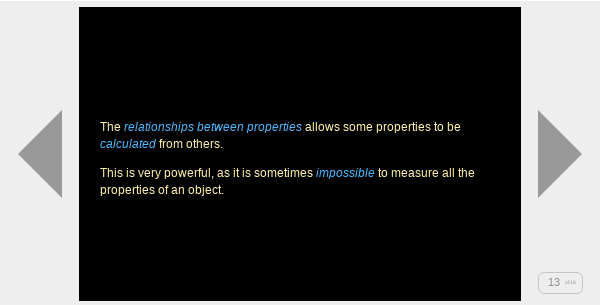 The relationships between properties allows some properties to be
calculated from others.
This is very powerful, as it is sometimes impossible to measure all the
properties of an object.
13 of 16